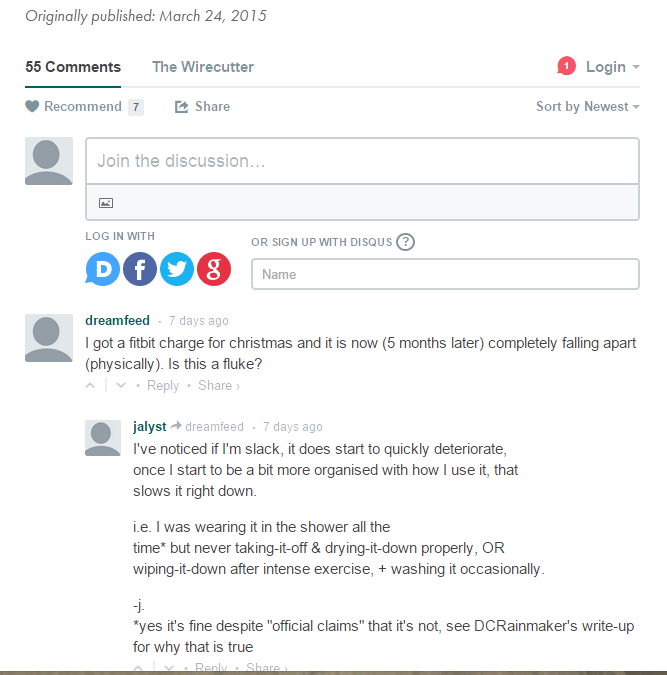 Originally published: March 24, 2015
55 Comments The Wirecutter 1 Login
Recommend 7 Share Sort by Newest
Join the discussion...
LOG IN WITH
OR SIGN UP WITH DISQUS ?
D f g
Name
dreamfeed - 7 days ago
I got a fitbit charge for christmas and it is now (5 months later) completely falling apart
(physically). Is this a fluke?
| • Reply • Share ›
jalyst dreamfeed - 7 days ago
I've noticed if I'm slack, it does start to quickly deteriorate,
once I start to be a bit more organised with how I use it, that
slows it right down.
i.e. I was wearing it in the shower all the
time* but never taking-it-off & drying-it-down properly, OR
wiping-it-down after intense exercise, + washing it occasionally.
-j.
*yes it's fine despite "official claims" that it's not, see DCRainmaker's write-up
for why that is true
| • Reply • Share ›